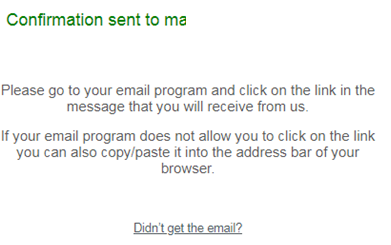 Confirmation sent to ma
Please go to your email program and click on the link in the
message that you will receive from us.
If your email program does not allow you to click on the link
you can also copy/paste it into the address bar of your
browser.
Didn't get the email?